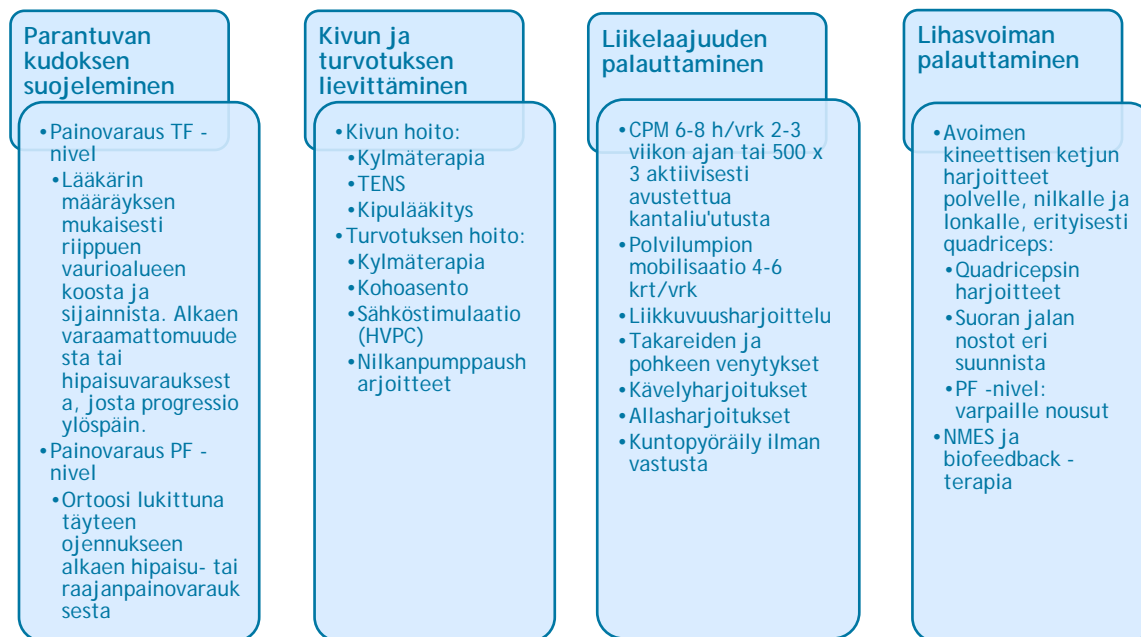 Parantuvan
kudoksen
suojeleminen
•Painovaraus TF -
nivel
•Lääkärin
määräyksen
mukaisesti
riippuen
vaurioalueen
koosta ja
sijainnista. Alkaen
varaamattomuude
sta tai
hipaisuvarauksest
a, josta progressio
ylöspäin.
•Painovaraus PF -
nivel
•Ortoosi lukittuna
täyteen
ojennukseen
alkaen hipaisu- tai
raajanpainovarauk
sesta
Kivun ja
turvotuksen
lievittäminen
•Kivun hoito:
•Kylmäterapia
•TENS
•Kipulääkitys
•Turvotuksen hoito:
•Kylmäterapia
•Kohoasento
•Sähköstimulaatio
(HVPC)
•Nilkanpumppaush
arjoitteet
Liikelaajuuden
palauttaminen
•CPM 6-8 h/vrk 2-3
viikon ajan tai 500 x
3 aktiivisesti
avustettua
kantaliu'utusta
•Polvilumpion
mobilisaatio 4-6
krt/vrk
•Liikkuvuusharjoittelu
•Takareiden ja
pohkeen venytykset
•Kävelyharjoitukset
•Allasharjoitukset
•Kuntopyöräily ilman
vastusta
Lihasvoiman
palauttaminen
•Avoimen
kineettisen ketjun
harjoitteet
polvelle, nilkalle ja
lonkalle, erityisesti
quadriceps:
•Quadricepsin
harjoitteet
•Suoran jalan
nostot eri
suunnista
•PF -nivel:
varpaille nousut
•NMES ja
biofeedback -
terapia